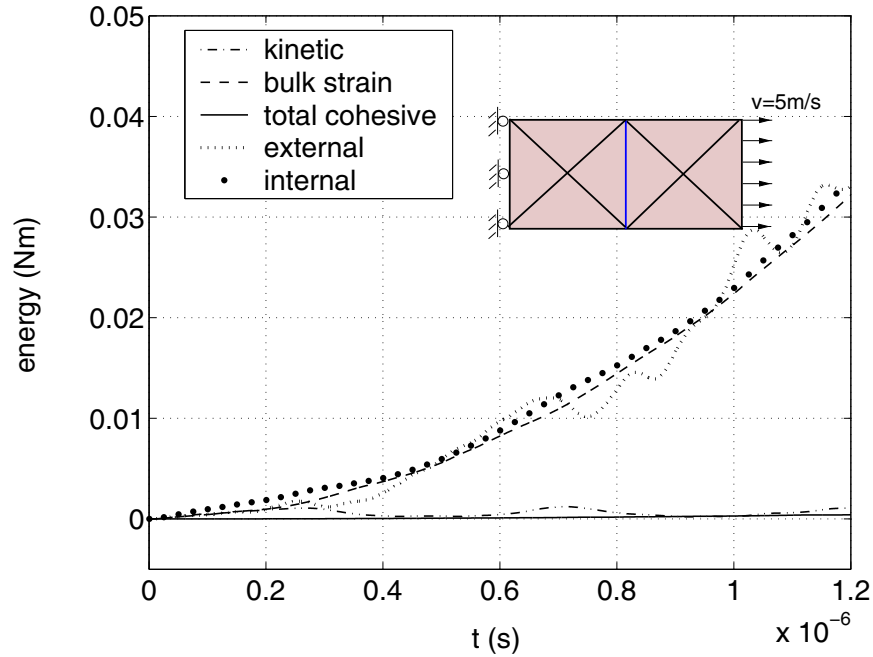 0.05
0.04
0.03
0.02
0.01
0
energy (Nm)
kinetic
bulk strain
total cohesive
external
internal
v=5m/s
0
0.2
0.4
0.6
0.8
1
1.2
x 10⁻⁶
t (s)